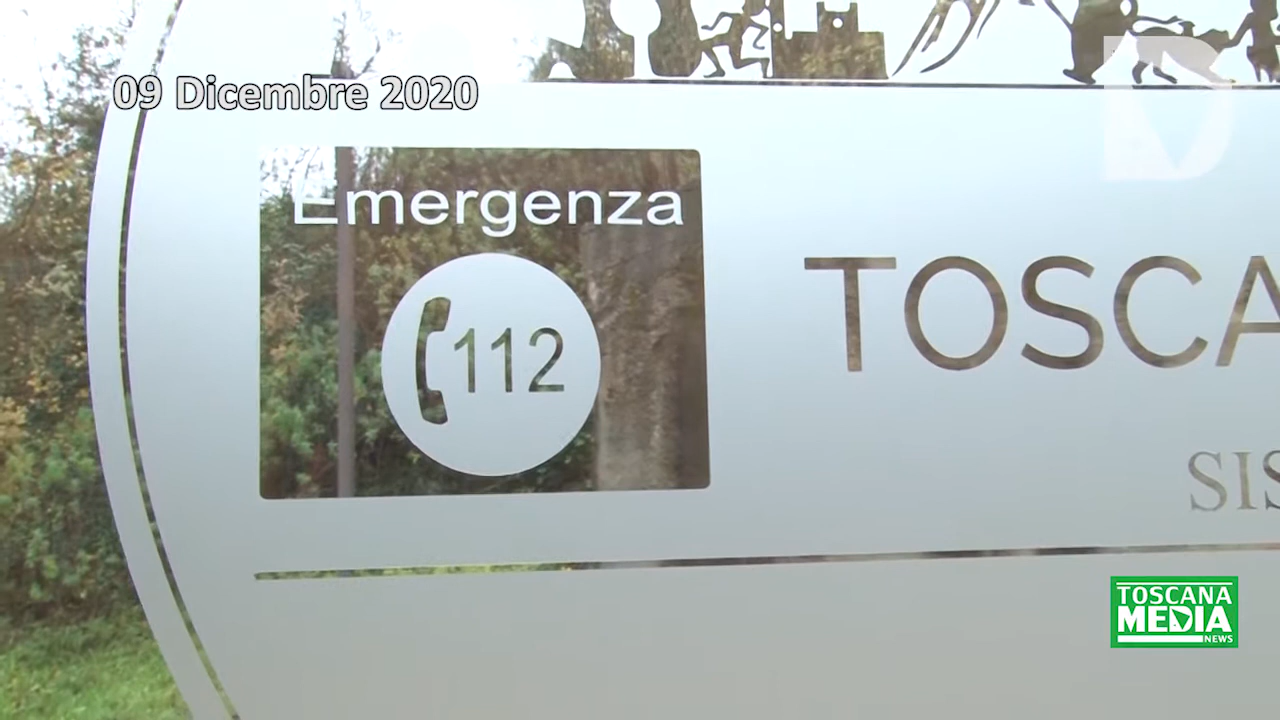 09 Dicembre 2020
Emergenza
112
TOSCA
SIS
TOSCANA
MEDIA
NEWS